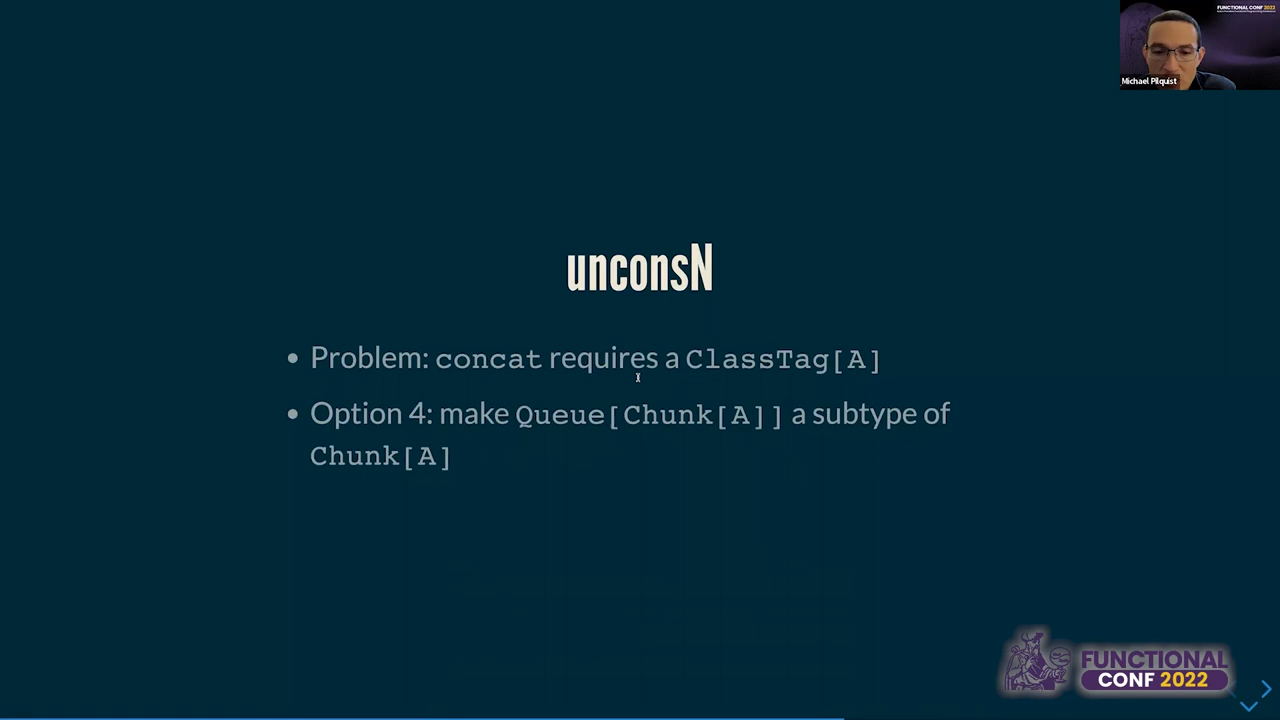 FUNCTIONAL CONF 2022
Michael Pilquist
unconsN
Problem: concat requires a ClassTag[A]
Option 4: make Queue[Chunk[A]] a subtype of
Chunk[A]
FUNCTIONAL
CONF 2022